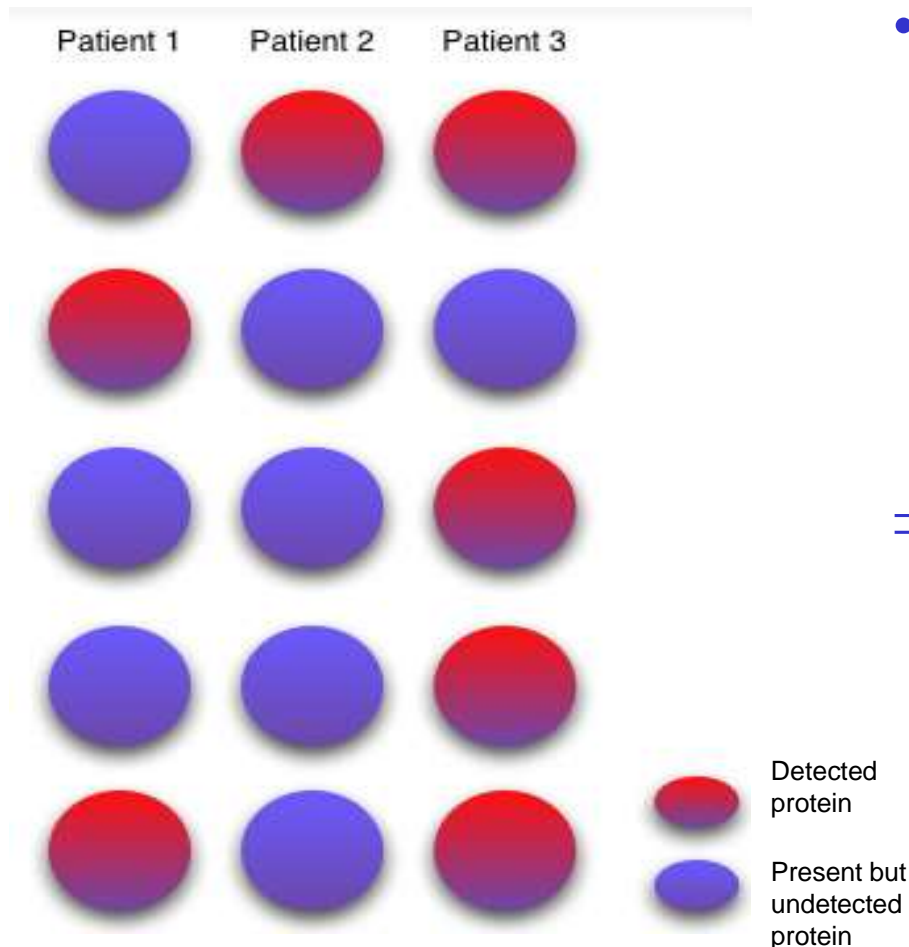 Patient 1 Patient 2 Patient 3
Detected
protein
Present but
undetected
protein